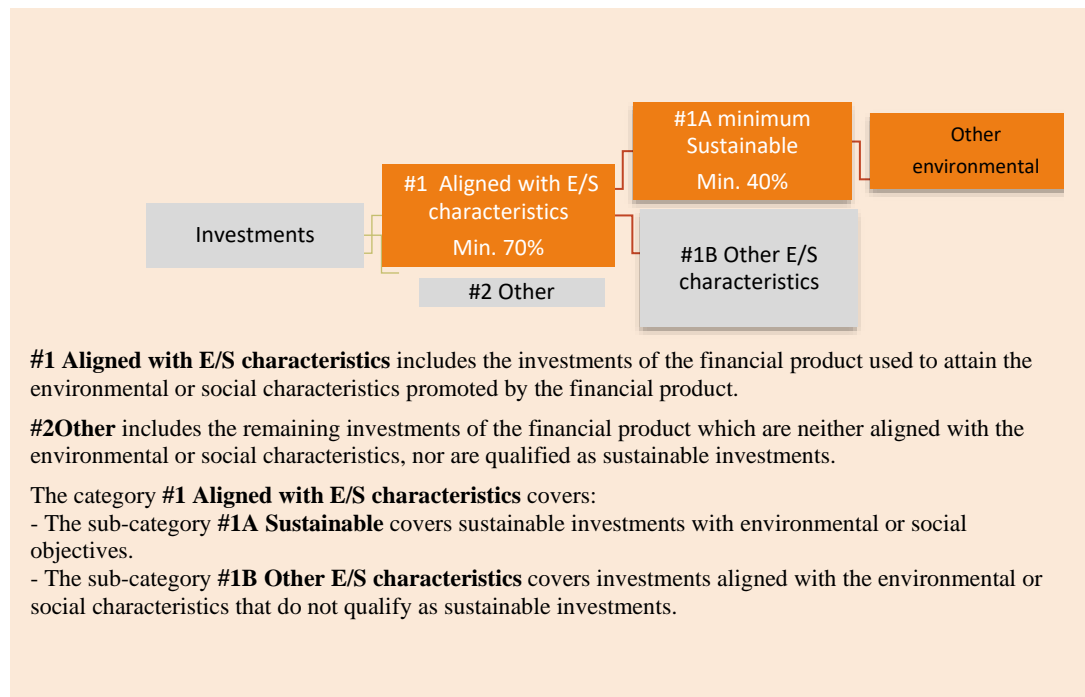 #1A minimum
Sustainable
Min. 40%
Other
environmental
#1 Aligned with E/S
characteristics
Min. 70%
Investments
#1B Other E/S
characteristics
#2 Other
#1 Aligned with E/S characteristics includes the investments of the financial product used to attain the
environmental or social characteristics promoted by the financial product.
#2Other includes the remaining investments of the financial product which are neither aligned with the
environmental or social characteristics, nor are qualified as sustainable investments.
The category #1 Aligned with E/S characteristics covers:
- The sub-category #1A Sustainable covers sustainable investments with environmental or social
objectives.
- The sub-category #1B Other E/S characteristics covers investments aligned with the environmental or
social characteristics that do not qualify as sustainable investments.